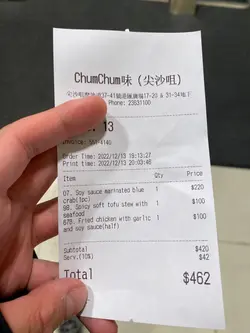 ChumChum味 (尖沙咀)
Phone: 23631100
13
Order Time: 2022/12/13 19:13:27
Print time: 2022/12/13 20:03:48
Item Qty Price
07. Soy sauce marinated blue crab(1pc) 1 $220
9B. Spicy soft tofu stew with seafood 1 $100
67B. Fried chicken with garlic and soy sauce(half) 1 $100
Subtotal $420
Serv.(10%) $42
Total $462